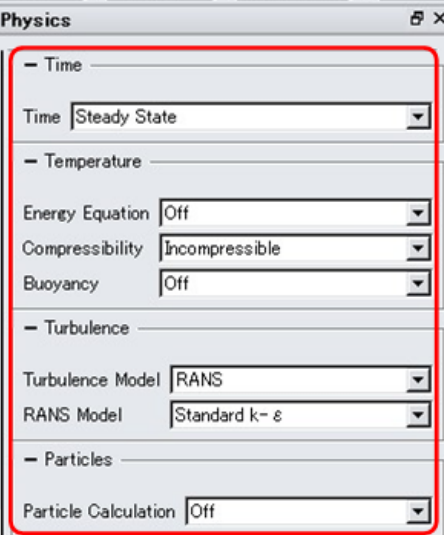 Physics
− Time
Time Steady State
− Temperature
Energy Equation Off
Compressibility Incompressible
Buoyancy Off
− Turbulence
Turbulence Model RANS
RANS Model Standard k- ε
− Particles
Particle Calculation Off